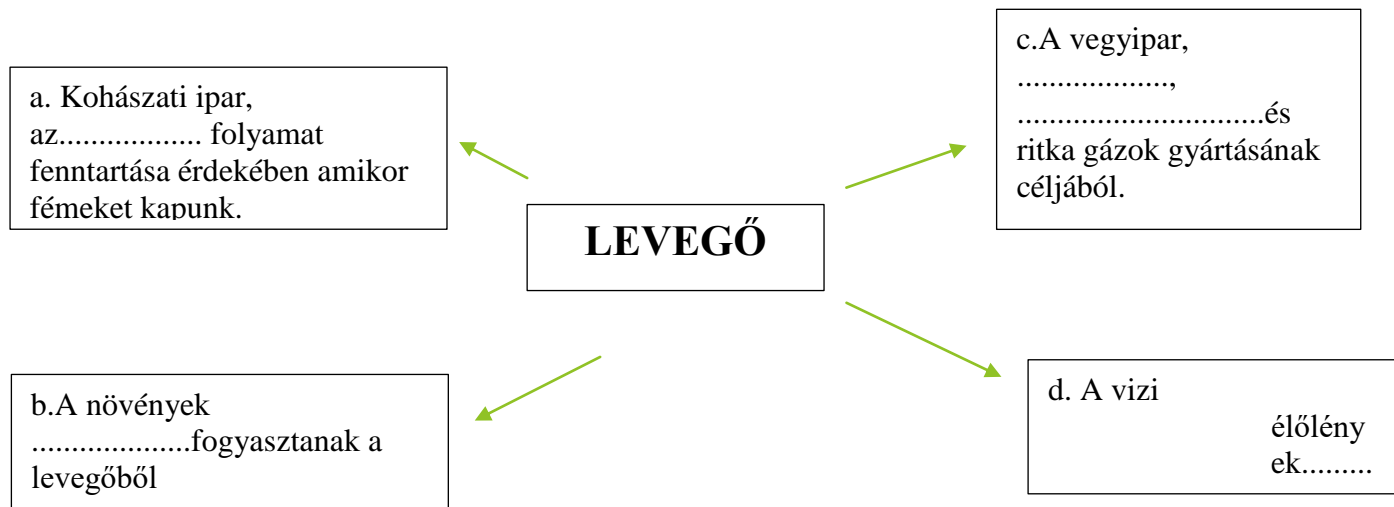 a. Kohászati ipar,
az.................. folyamat
fenntartása érdekében amikor
fémeket kapunk.
c.A vegyipar,
...................,
...............................és
ritka gázok gyártásának
céljából.
LEVEGŐ
b.A növények
....................fogyasztanak a
levegőből
d. A vizi
élőlény
ek.........